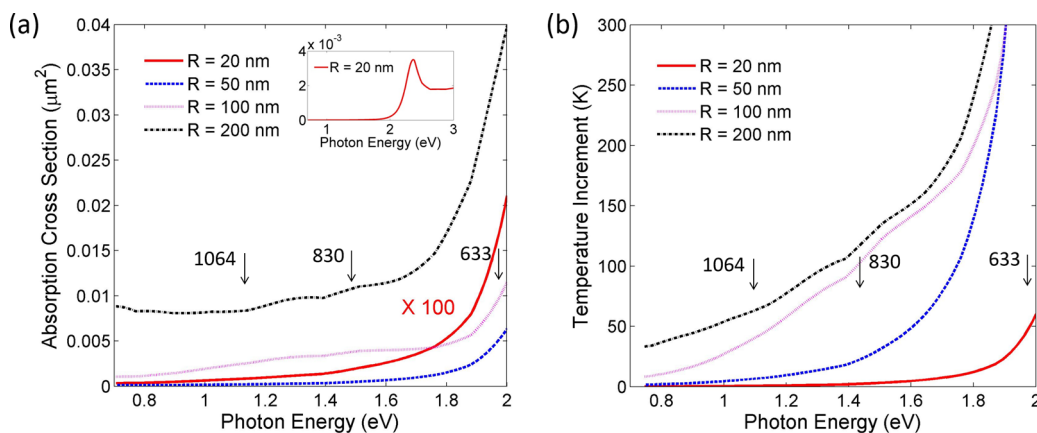 (a)
Absorption Cross Section (μm²)
0.04
0.035
0.03
0.025
0.02
0.015
0.01
0.005
0
R = 20 nm
R = 50 nm
R = 100 nm
R = 200 nm
x 10⁻³
4
2
0
R = 20 nm
1
2
3
Photon Energy (eV)
1064
830
633
X 100
0.8
1
1.2
1.4
1.6
1.8
2
Photon Energy (eV)
(b)
Temperature Increment (K)
300
250
200
150
100
50
0
R = 20 nm
R = 50 nm
R = 100 nm
R = 200 nm
1064
830
633
0.8
1
1.2
1.4
1.6
1.8
2
Photon Energy (eV)